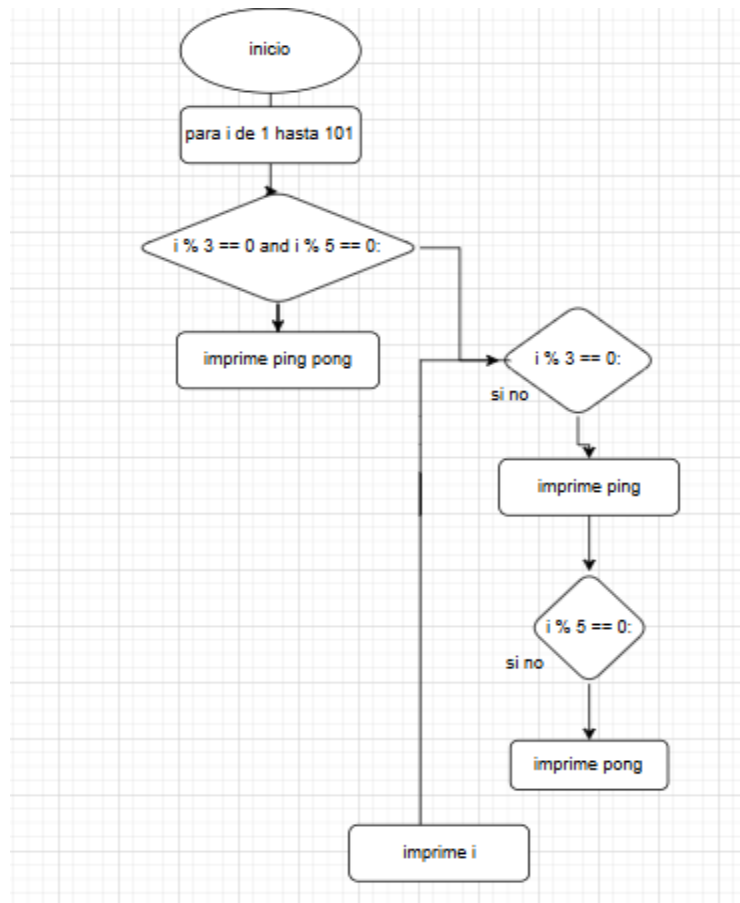 inicio
para i de 1 hasta 101
i % 3 == 0 and i % 5 == 0:
imprime ping pong
i % 3 == 0:
si no
imprime ping
i % 5 == 0:
si no
imprime pong
imprime i